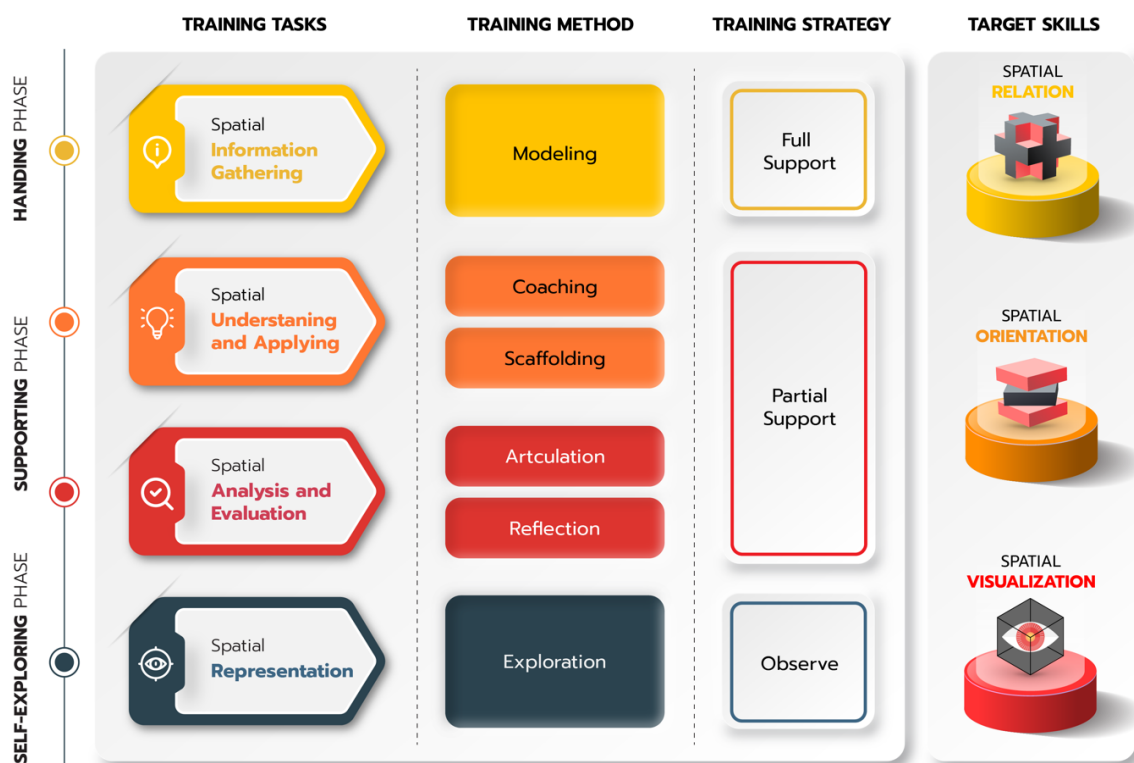 TRAINING TASKS
TRAINING METHOD
TRAINING STRATEGY
TARGET SKILLS
HANDING PHASE
Spatial
Information
Gathering
Modeling
Full
Support
SPATIAL
RELATION
SUPPORTING PHASE
Spatial
Understaning
and Applying
Coaching
Scaffolding
Partial
Support
SPATIAL
ORIENTATION
Spatial
Analysis and
Evaluation
Artculation
Reflection
SELF-EXPLORING PHASE
Spatial
Representation
Exploration
Observe
SPATIAL
VISUALIZATION